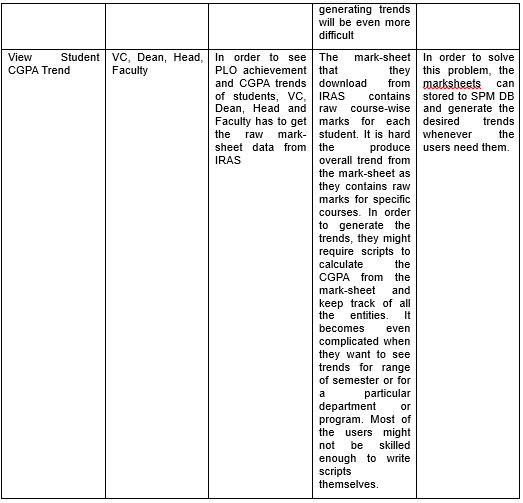 generating trends
will be even more
difficult
View Student
CGPA Trend
VC, Dean, Head,
Faculty
In order to see
PLO achievement
and CGPA trends
of students, VC,
Dean, Head and
Faculty has to get
the raw mark-
sheet data from
IRAS
The mark-sheet
that they
download from
IRAS contains
raw course-wise
marks for each
student. It is hard
the produce
overall trend from
the mark-sheet as
they contains raw
marks for specific
courses. In order
to generate the
trends, they might
require scripts to
calculate the
CGPA from the
mark-sheet and
keep track of all
the entities. It
becomes even
complicated when
they want to see
trends for range
of semester or for
a particular
department or
program. Most of
the users might
not be skilled
enough to write
scripts
themselves.
In order to solve
this problem, the
marksheets can
stored to SPM DB
and generate the
desired trends
whenever the
users need them.